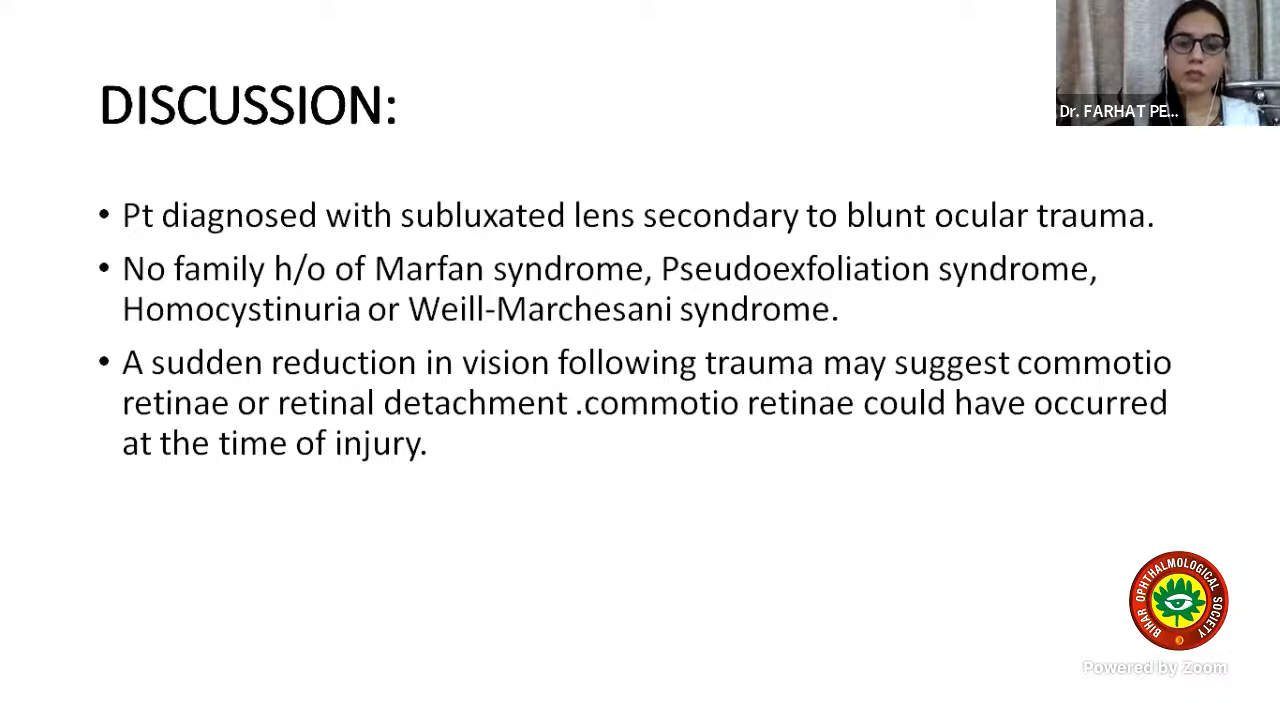 DISCUSSION:
Dr. FARHAT PE...
• Pt diagnosed with subluxated lens secondary to blunt ocular trauma.
• No family h/o of Marfan syndrome, Pseudoexfoliation syndrome,
Homocystinuria or Weill-Marchesani syndrome.
• A sudden reduction in vision following trauma may suggest commotio
retinae or retinal detachment .commotio retinae could have occurred
at the time of injury.
BIHAR OPHTHALMOLOGICAL SOCIETY
Powered by Zoom